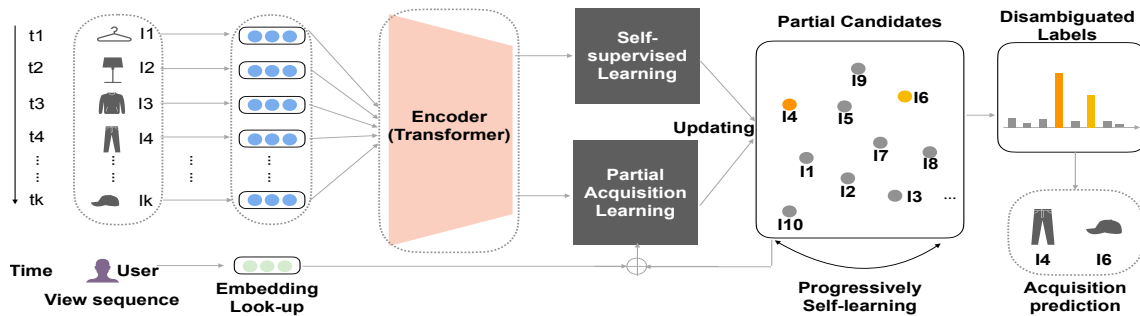 t1
I1
t2
I2
t3
I3
t4
I4
tk
Ik
Time
User
View sequence
Embedding
Look-up
Encoder
(Transformer)
Self-
supervised
Learning
Partial
Acquisition
Learning
Updating
Partial Candidates
I9
I4
I6
I5
I7
I8
I1
I2
I3
...
I10
Progressively
Self-learning
Disambiguated
Labels
I4
I6
Acquisition
prediction